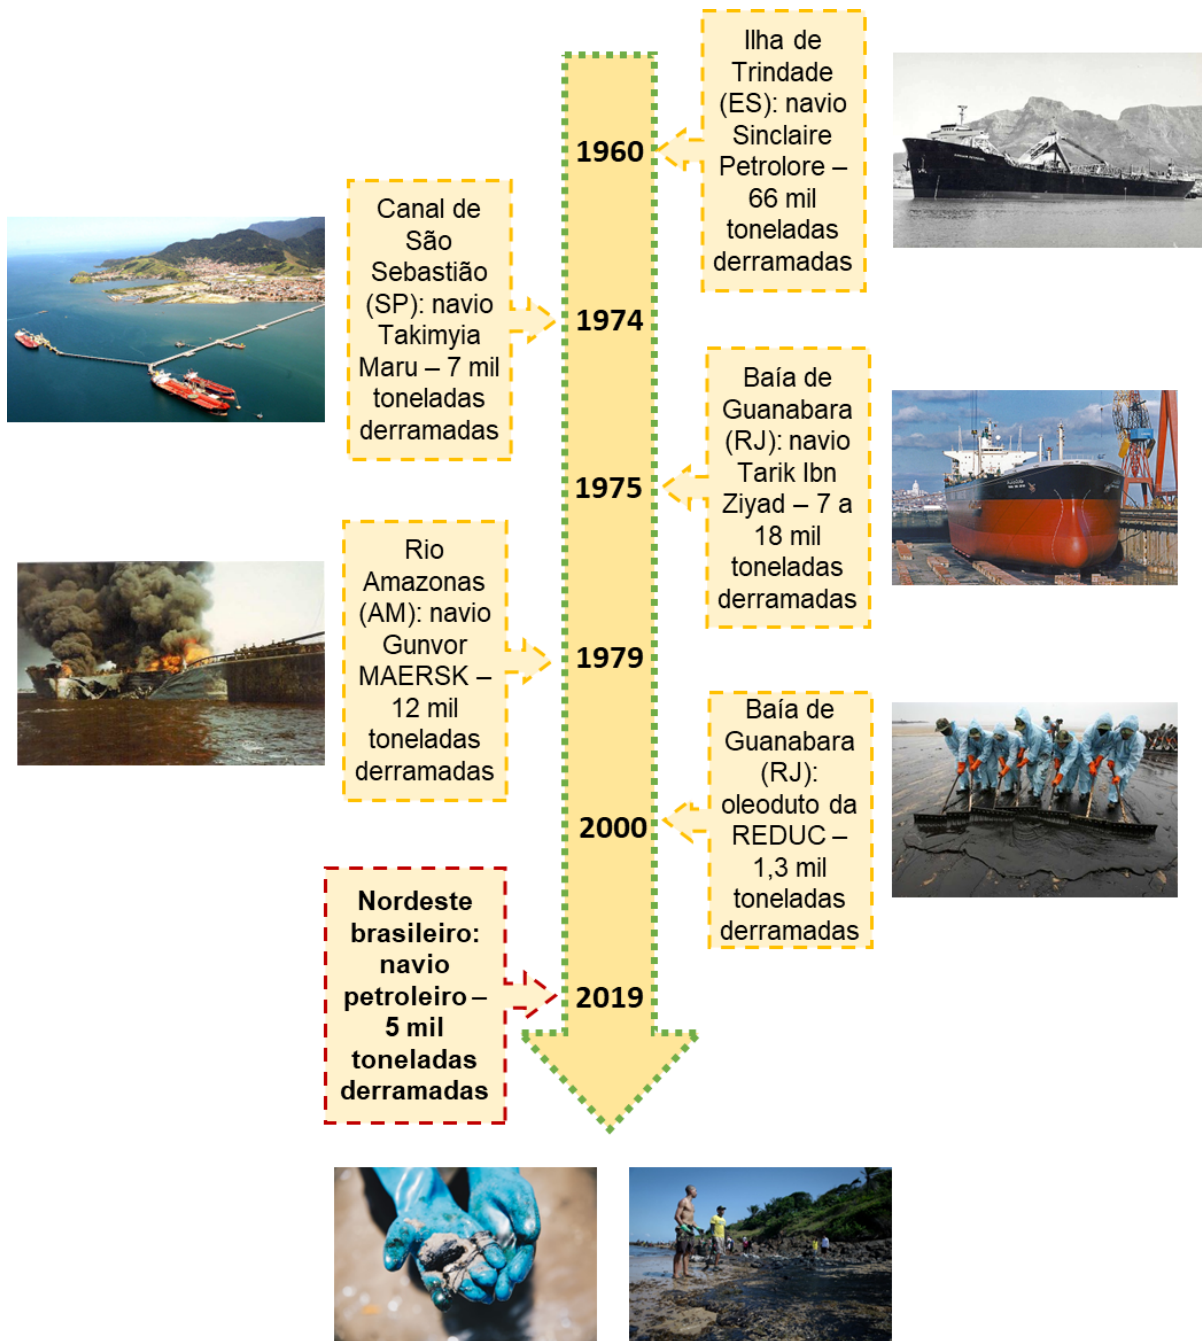 1960
Ilha de
Trindade
(ES): navio
Sinclaire
Petrolore –
66 mil
toneladas
derramadas
Canal de
São
Sebastião
(SP): navio
Takimyia
Maru – 7 mil
toneladas
derramadas
1974
1975
Baía de
Guanabara
(RJ): navio
Tarik Ibn
Ziyad – 7 a
18 mil
toneladas
derramadas
Rio
Amazonas
(AM): navio
Gunvor
MAERSK –
12 mil
toneladas
derramadas
1979
2000
Baía de
Guanabara
(RJ):
oleoduto da
REDUC –
1,3 mil
toneladas
derramadas
Nordeste
brasileiro:
navio
petroleiro –
5 mil
toneladas
derramadas
2019